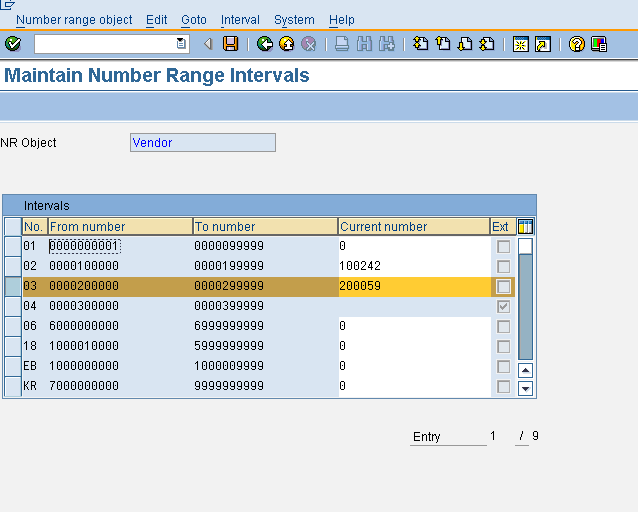 Number range object Edit Goto Interval System Help
Maintain Number Range Intervals
NR Object Vendor
Intervals
No. From number To number Current number Ext
01 0000000001 0000099999 0
02 0000100000 0000199999 100242
03 0000200000 0000299999 200059
04 0000300000 0000399999
06 6000000000 6999999999 0
18 1000010000 5999999999 0
EB 1000000000 1000009999 0
KR 7000000000 9999999999 0
Entry 1 / 9